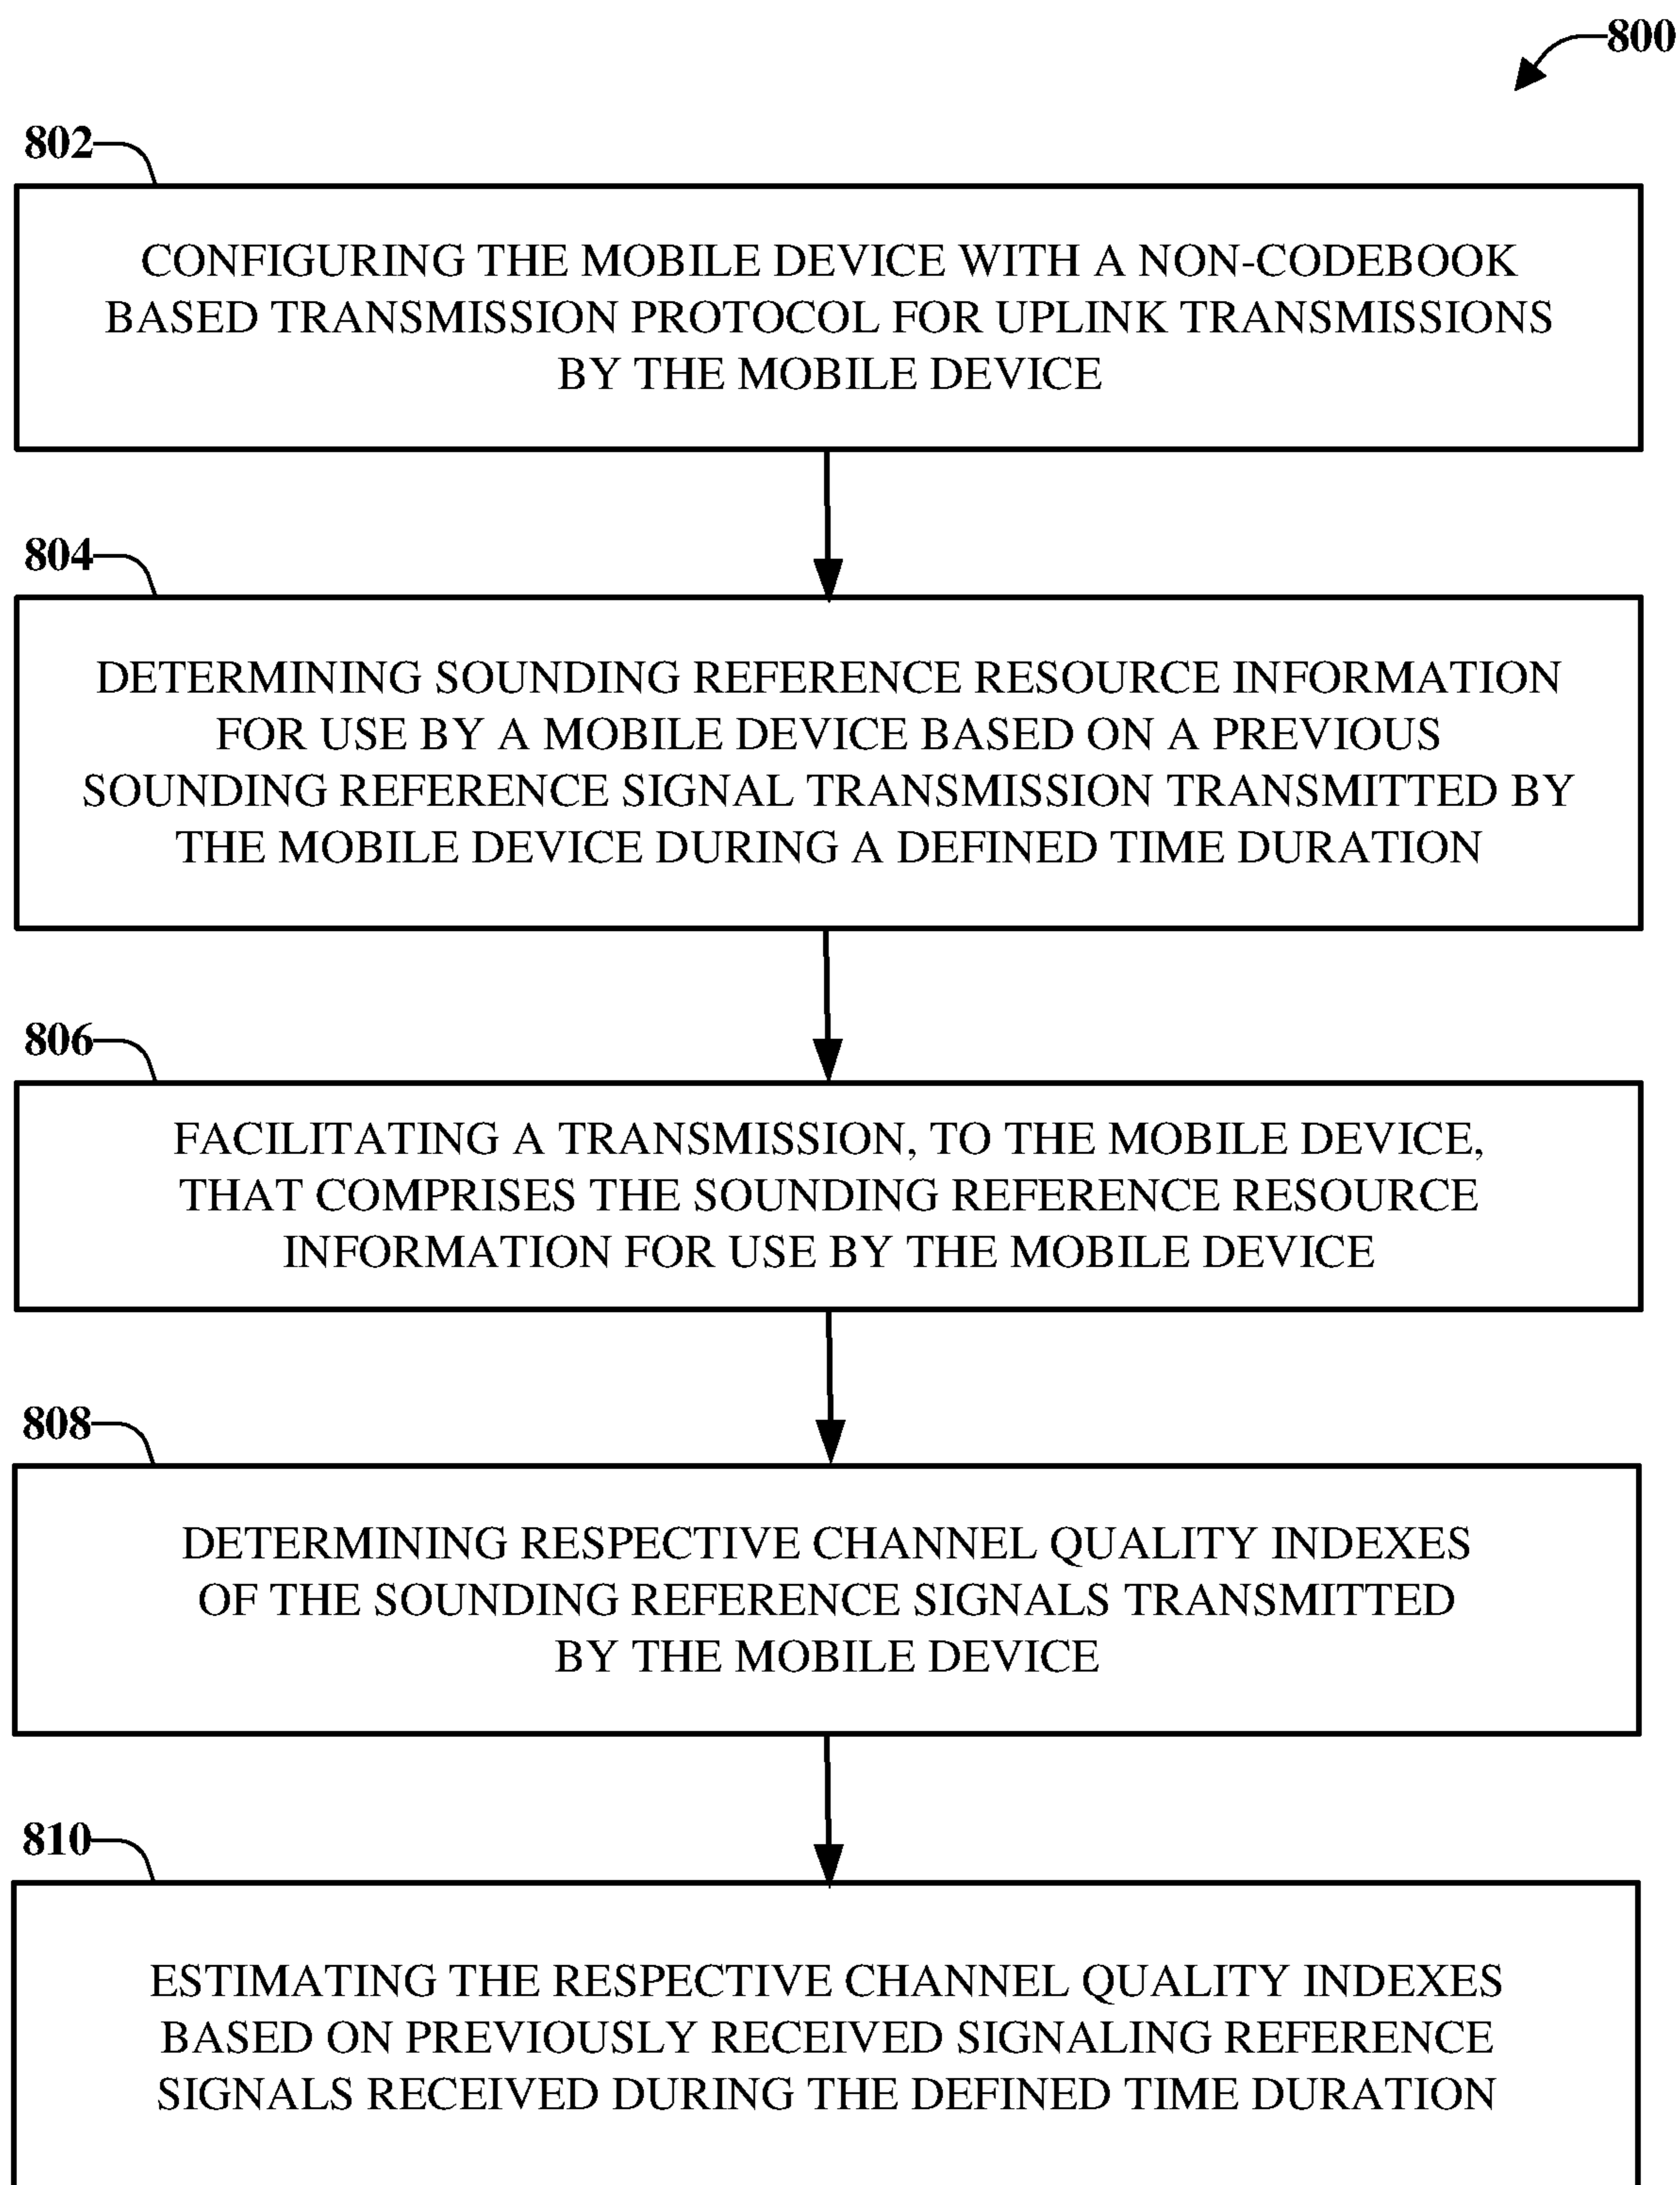 800
802
CONFIGURING THE MOBILE DEVICE WITH A NON-CODEBOOK
BASED TRANSMISSION PROTOCOL FOR UPLINK TRANSMISSIONS
BY THE MOBILE DEVICE
804
DETERMINING SOUNDING REFERENCE RESOURCE INFORMATION
FOR USE BY A MOBILE DEVICE BASED ON A PREVIOUS
SOUNDING REFERENCE SIGNAL TRANSMISSION TRANSMITTED BY
THE MOBILE DEVICE DURING A DEFINED TIME DURATION
806
FACILITATING A TRANSMISSION, TO THE MOBILE DEVICE,
THAT COMPRISES THE SOUNDING REFERENCE RESOURCE
INFORMATION FOR USE BY THE MOBILE DEVICE
808
DETERMINING RESPECTIVE CHANNEL QUALITY INDEXES
OF THE SOUNDING REFERENCE SIGNALS TRANSMITTED
BY THE MOBILE DEVICE
810
ESTIMATING THE RESPECTIVE CHANNEL QUALITY INDEXES
BASED ON PREVIOUSLY RECEIVED SIGNALING REFERENCE
SIGNALS RECEIVED DURING THE DEFINED TIME DURATION